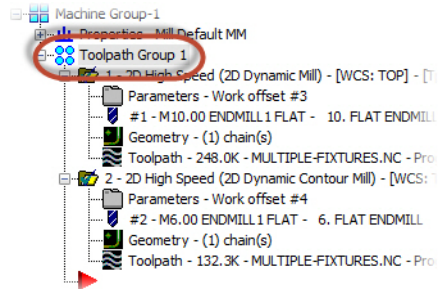 Machine Group-1
Properties - Mill Default MM
Toolpath Group 1
1 - 2D High Speed (2D Dynamic Mill) - [WCS: TOP] - [T
Parameters - Work offset #3
#1 - M10.00 ENDMILL1 FLAT - 10. FLAT ENDMIL
Geometry - (1) chain(s)
Toolpath - 248.0K - MULTIPLE-FIXTURES.NC - Pro
2 - 2D High Speed (2D Dynamic Contour Mill) - [WCS:
Parameters - Work offset #4
#2 - M6.00 ENDMILL1 FLAT - 6. FLAT ENDMILL
Geometry - (1) chain(s)
Toolpath - 132.3K - MULTIPLE-FIXTURES.NC - Pro